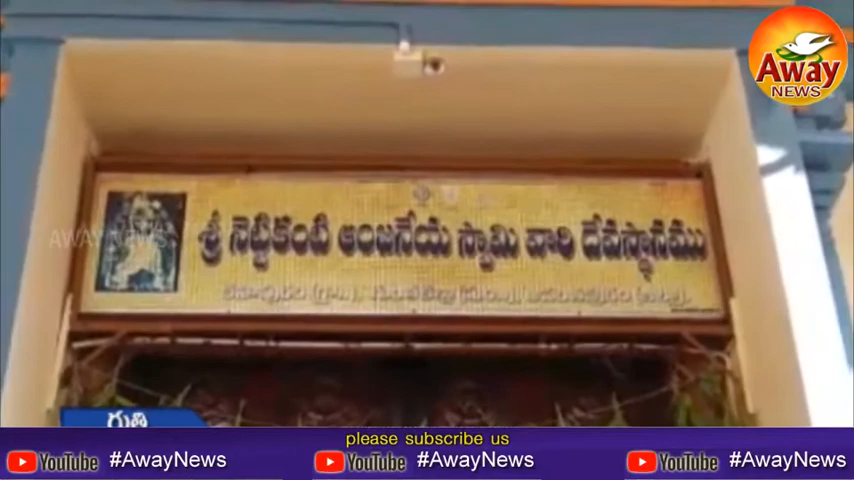 Away
NEWS
AWAY NEWS
శ్రీ నెట్టికంటి ఆంజనేయ స్వామి వారి దేవస్థానము
గుత్తి
please subscribe us
YouTube #AwayNews YouTube #AwayNews YouTube #AwayNews